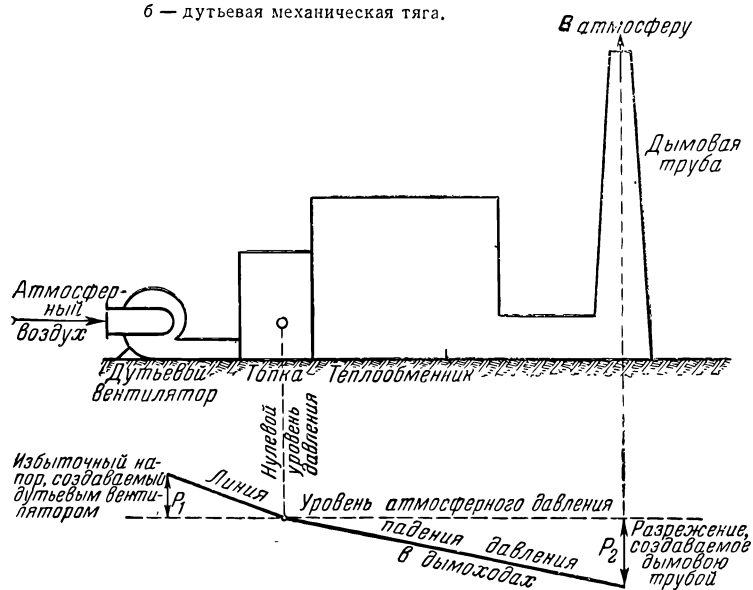 б — дутьевая механическая тяга.
В атмосферу
Дымовая
труба
Атмосфер-
ный
воздух
Дутьевой
вентилятор
Топка
Теплообменник
Нулевой
уровень
давления
Избыточный на-
пор, создаваемый
дутьевым венти-
лятором
P1
Линия
Уровень атмосферного давления
падения давления
в дымоходах
P2
Разрежение,
создаваемое
дымовою
трубой